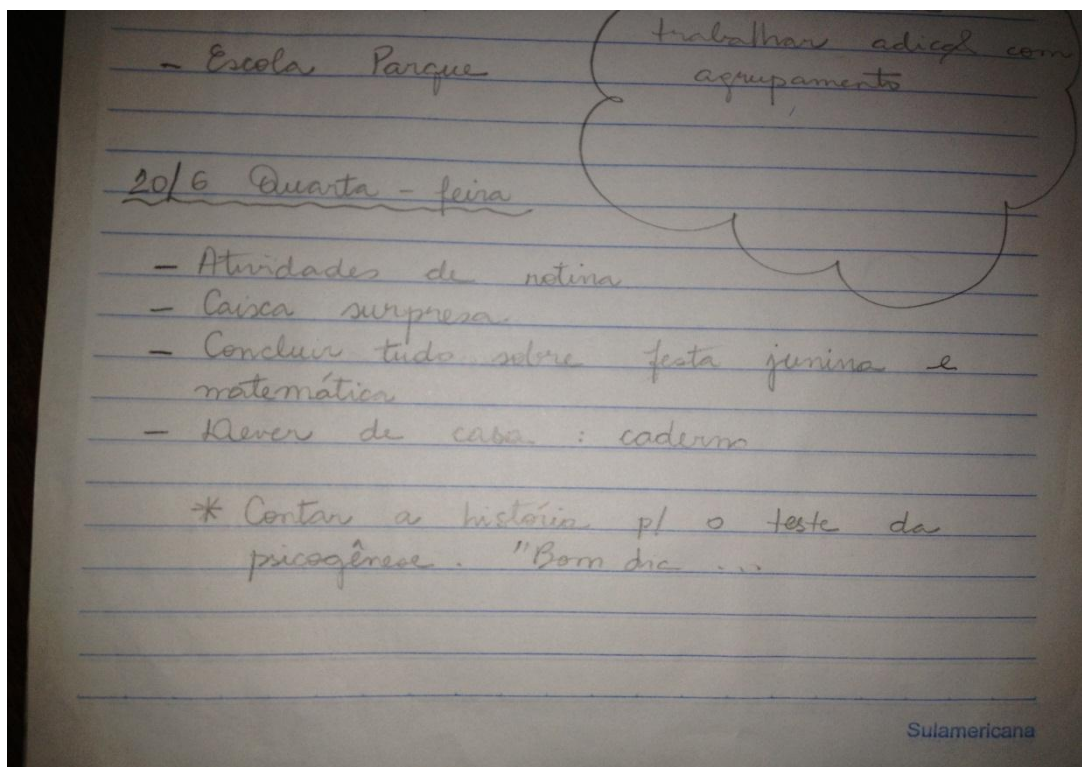 trabalhar adição com
agrupamento
- Escola Parque
20/6 Quarta-feira
- Atividades de rotina
- Caixa surpresa
- Concluir tudo sobre festa junina e
matemática
- Dever de casa : caderno
* Contar a história p/ o teste da
psicogênese. "Bom dia ...
Sulamericana